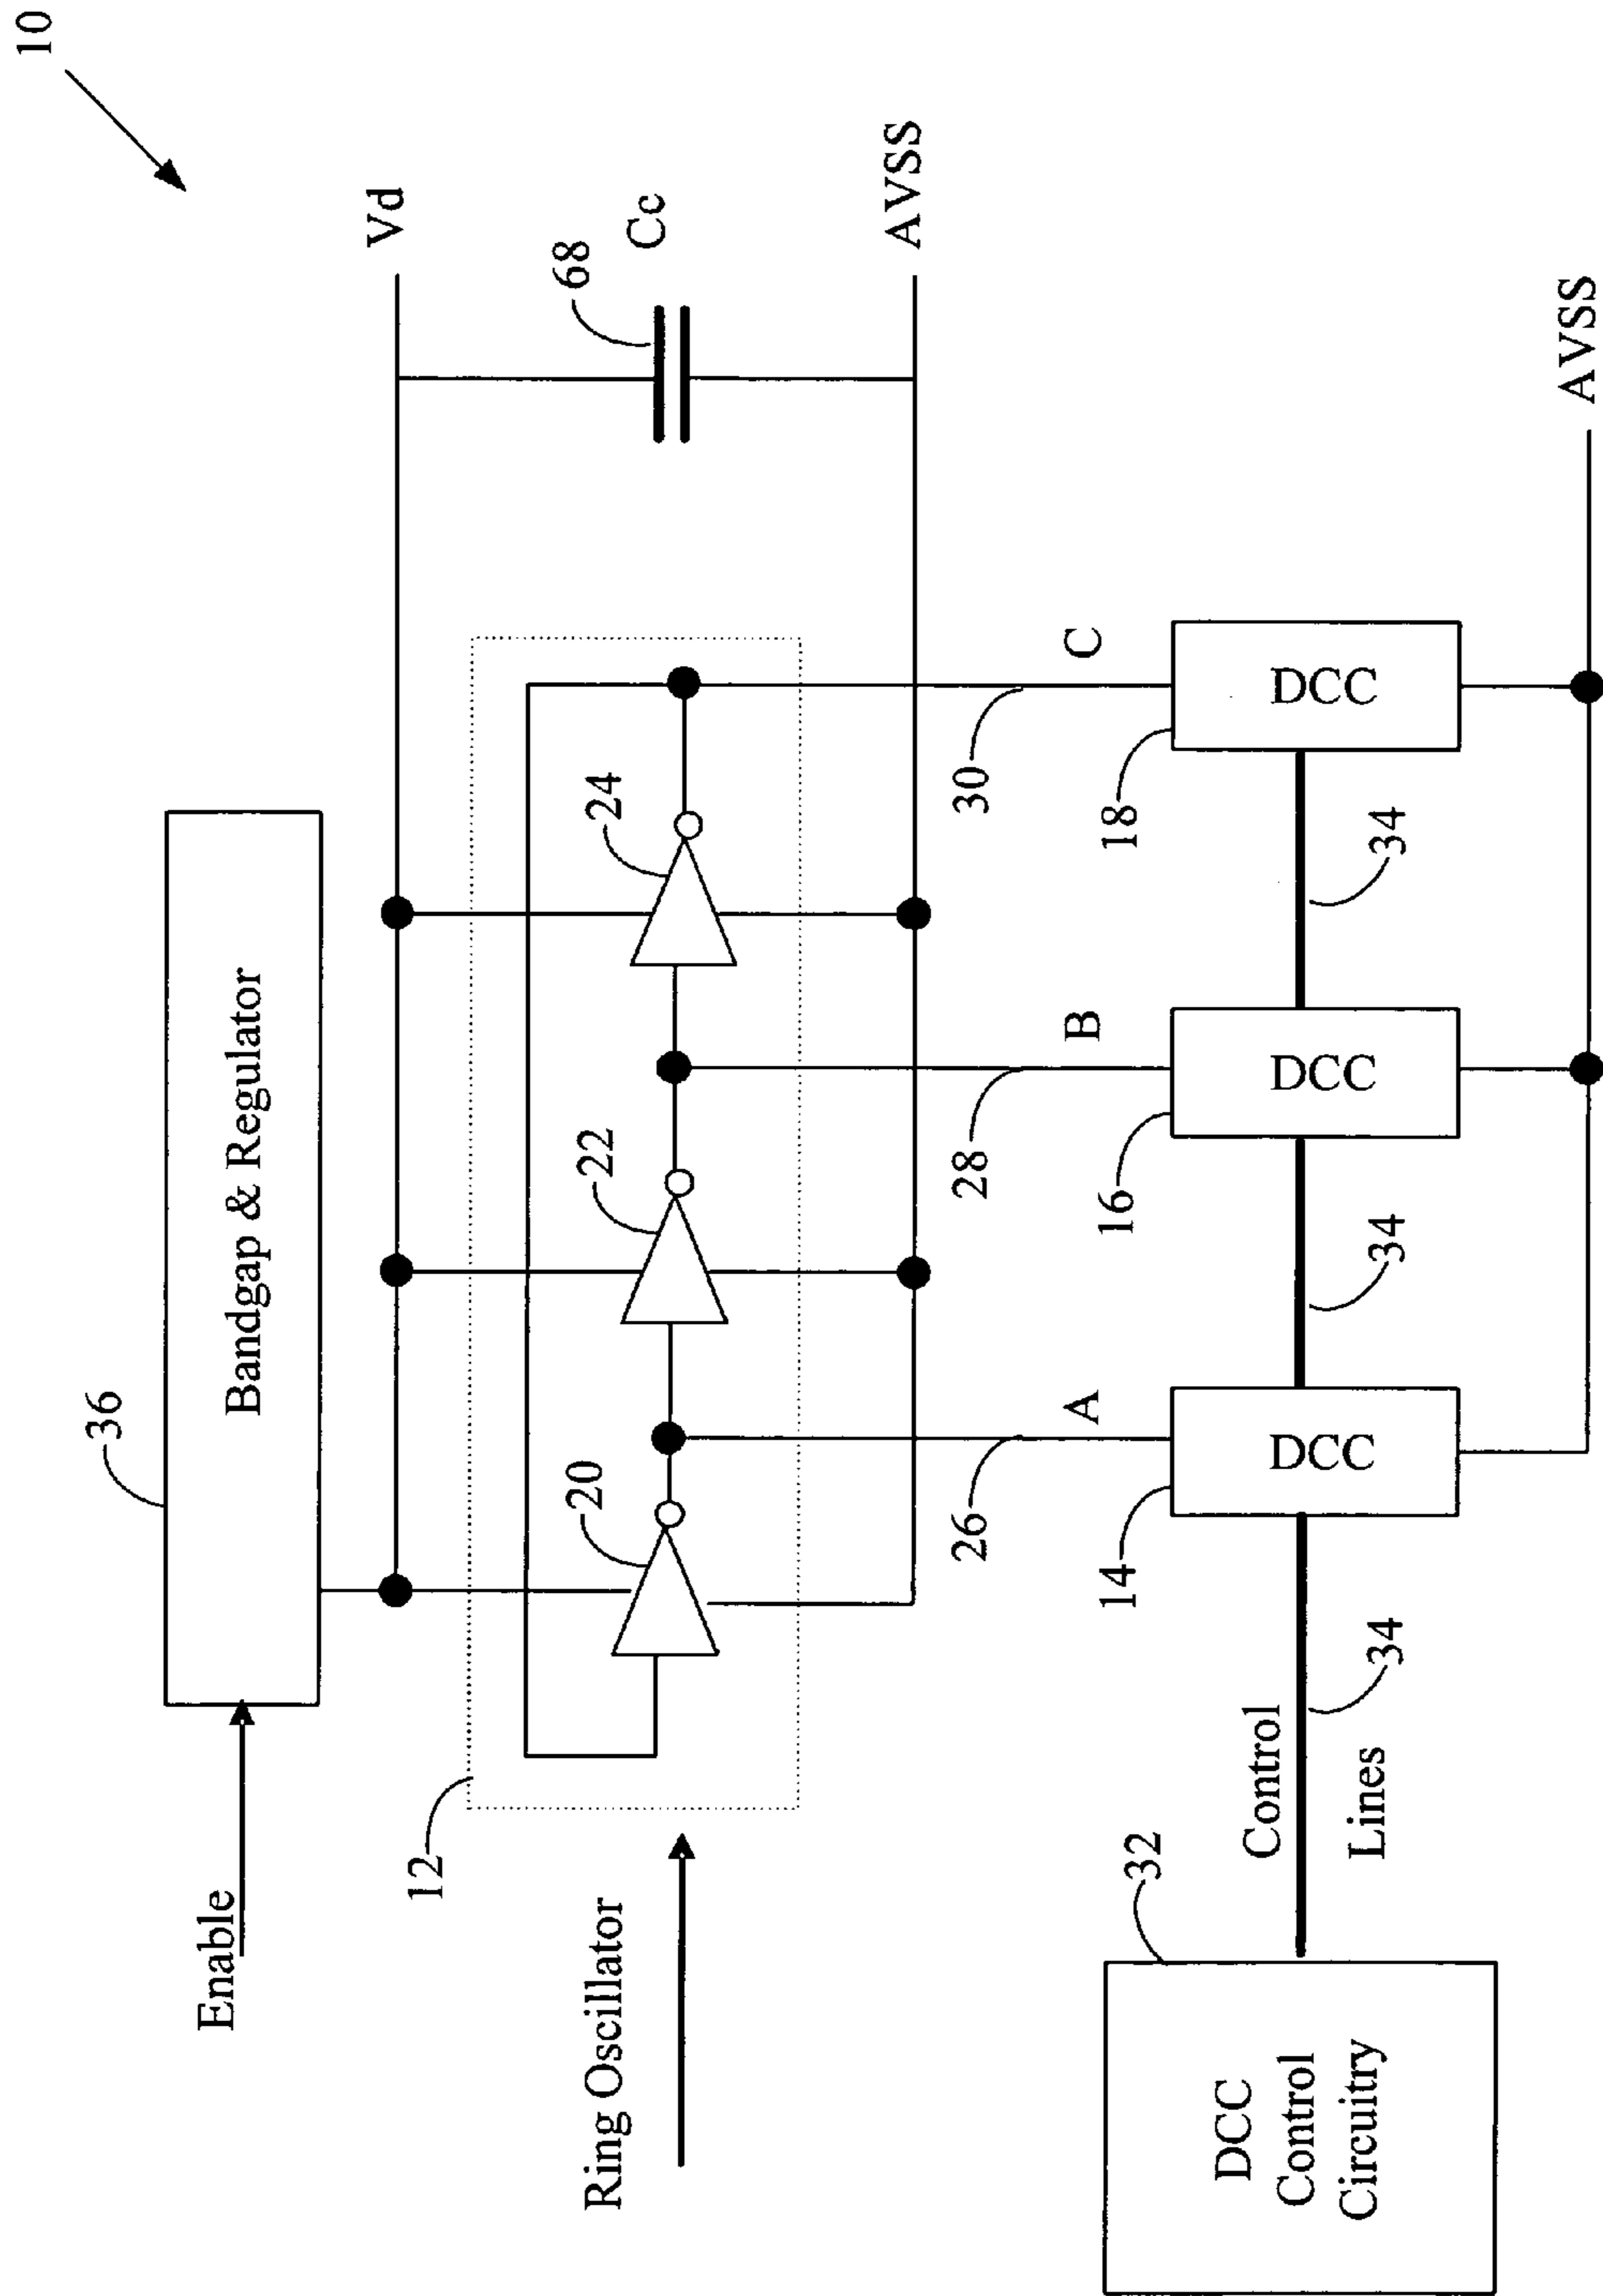 10
36
Bandgap & Regulator
Enable
Vd
12
Ring Oscillator
20
22
24
68
Cc
AVSS
26
A
28
B
30
C
14
DCC
16
DCC
18
DCC
32
DCC
Control
Circuitry
Control
Lines
34
34
34
AVSS